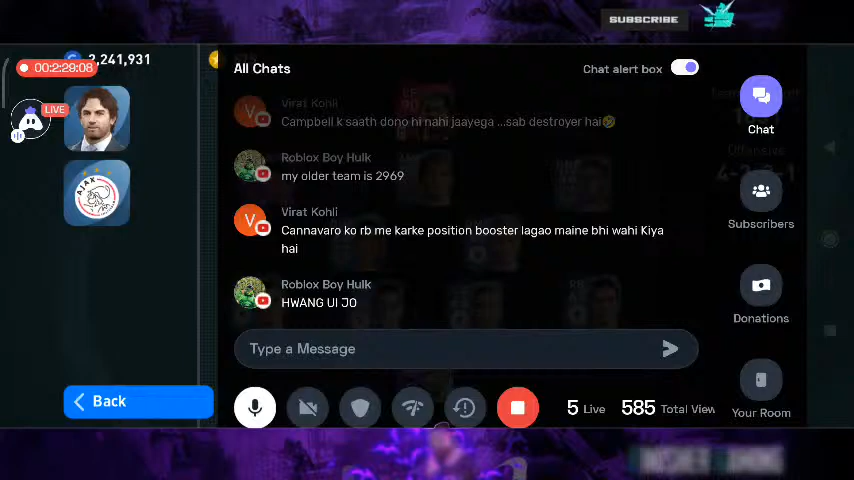 SUBSCRIBE
2,241,931
00:2:29:08
LIVE
AJAX
All Chats
Chat alert box
Virat Kohli
Campbell k saath dono hi nahi jaayega ...sab destroyer hai🤣
Roblox Boy Hulk
my older team is 2969
V
Virat Kohli
Cannavaro ko rb me karke position booster lagao maine bhi wahi Kiya
hai
Roblox Boy Hulk
HWANG UI JO
Type a Message
Chat
Subscribers
Donations
Your Room
Back
5 Live
585 Total View